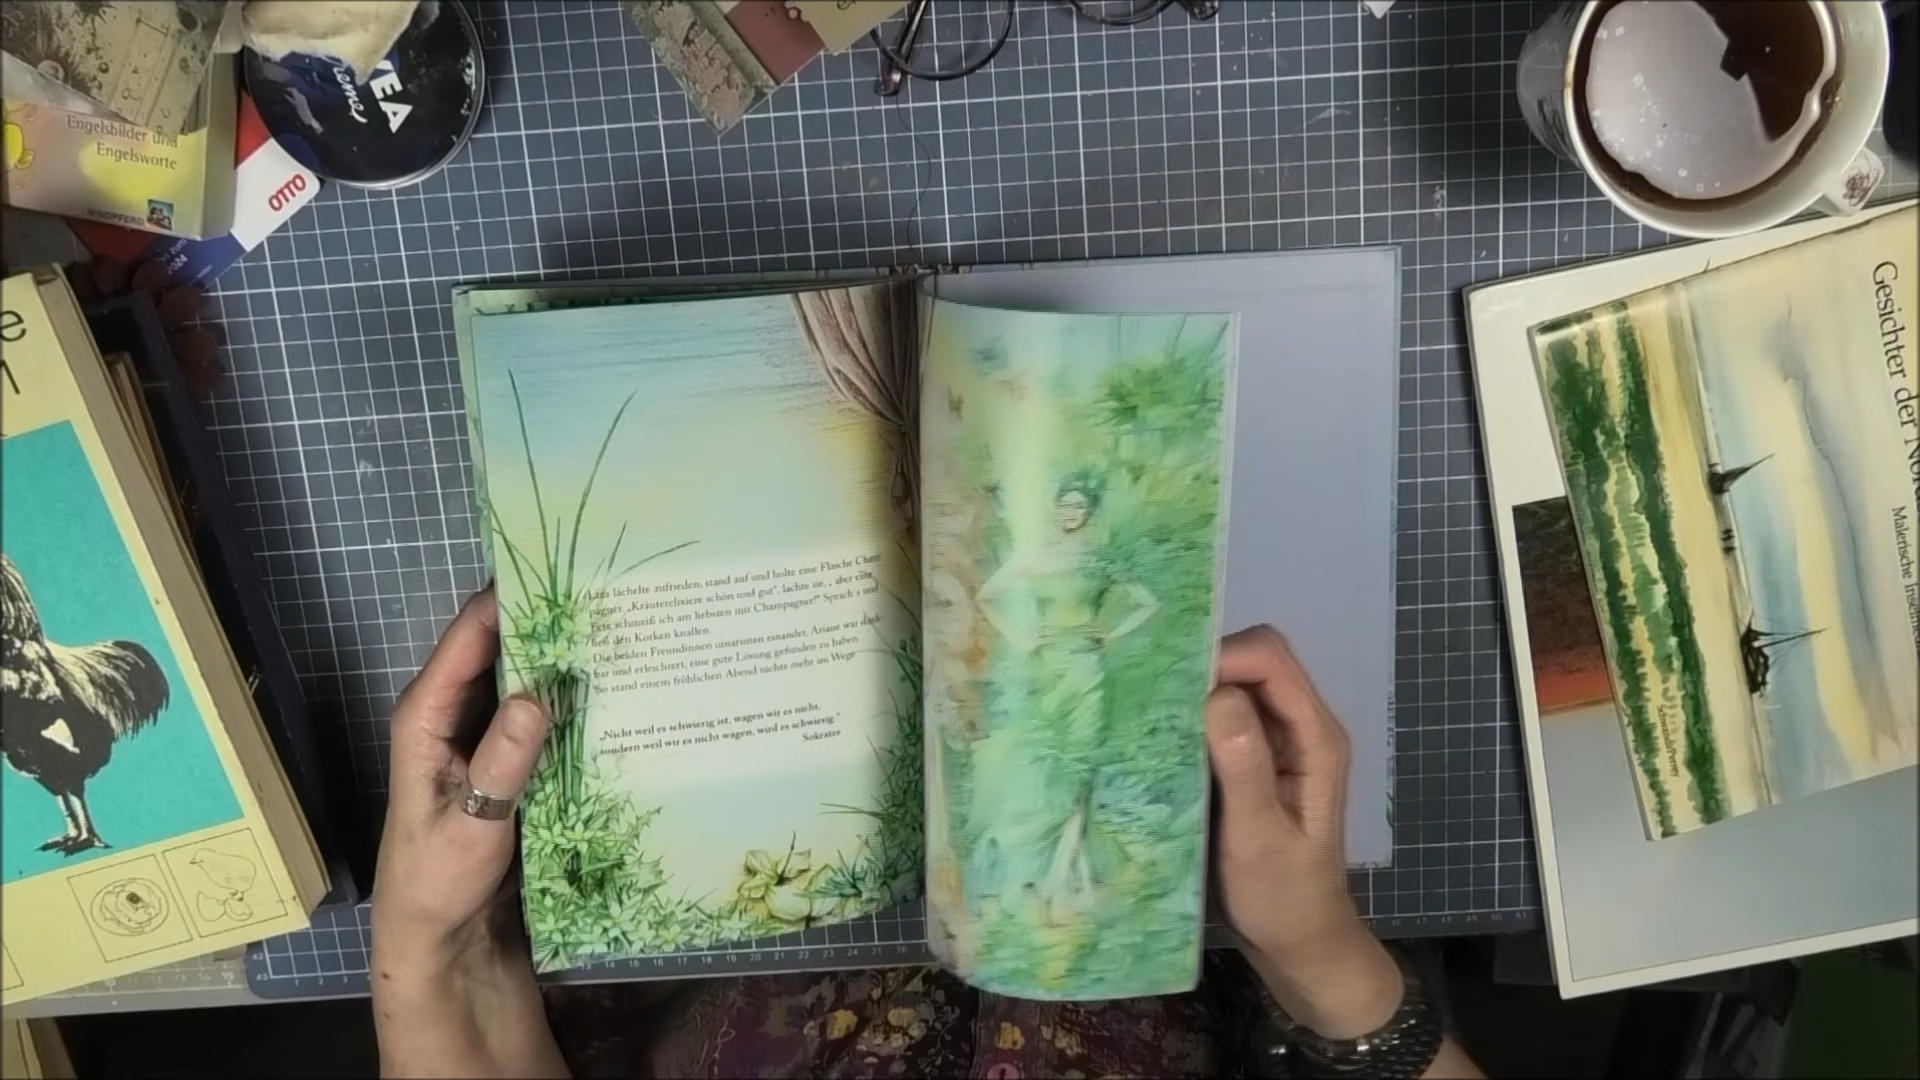 Engelsbilder und
Engelsworte
WINDPFERD
OTTO
2024
Creme
e
1
Lara lächelte zufrieden, stand auf und holte eine Flasche Cham-
pagner. „Kräuterelixiere schön und gut“, lachte sie, „aber eine
Fete schmeiß ich am liebsten mit Champagner!“ Sprach's und
ließ den Korken knallen.
Die beiden Freundinnen umarmten einander, Ariane war dank-
bar und erleichtert, eine gute Lösung gefunden zu haben
So stand einem fröhlichen Abend nichts mehr im Wege
„Nicht weil es schwierig ist, wagen wir es nicht,
sondern weil wir es nicht wagen, wird es schwierig.“
Sokrates
Gesichter der
Malerische